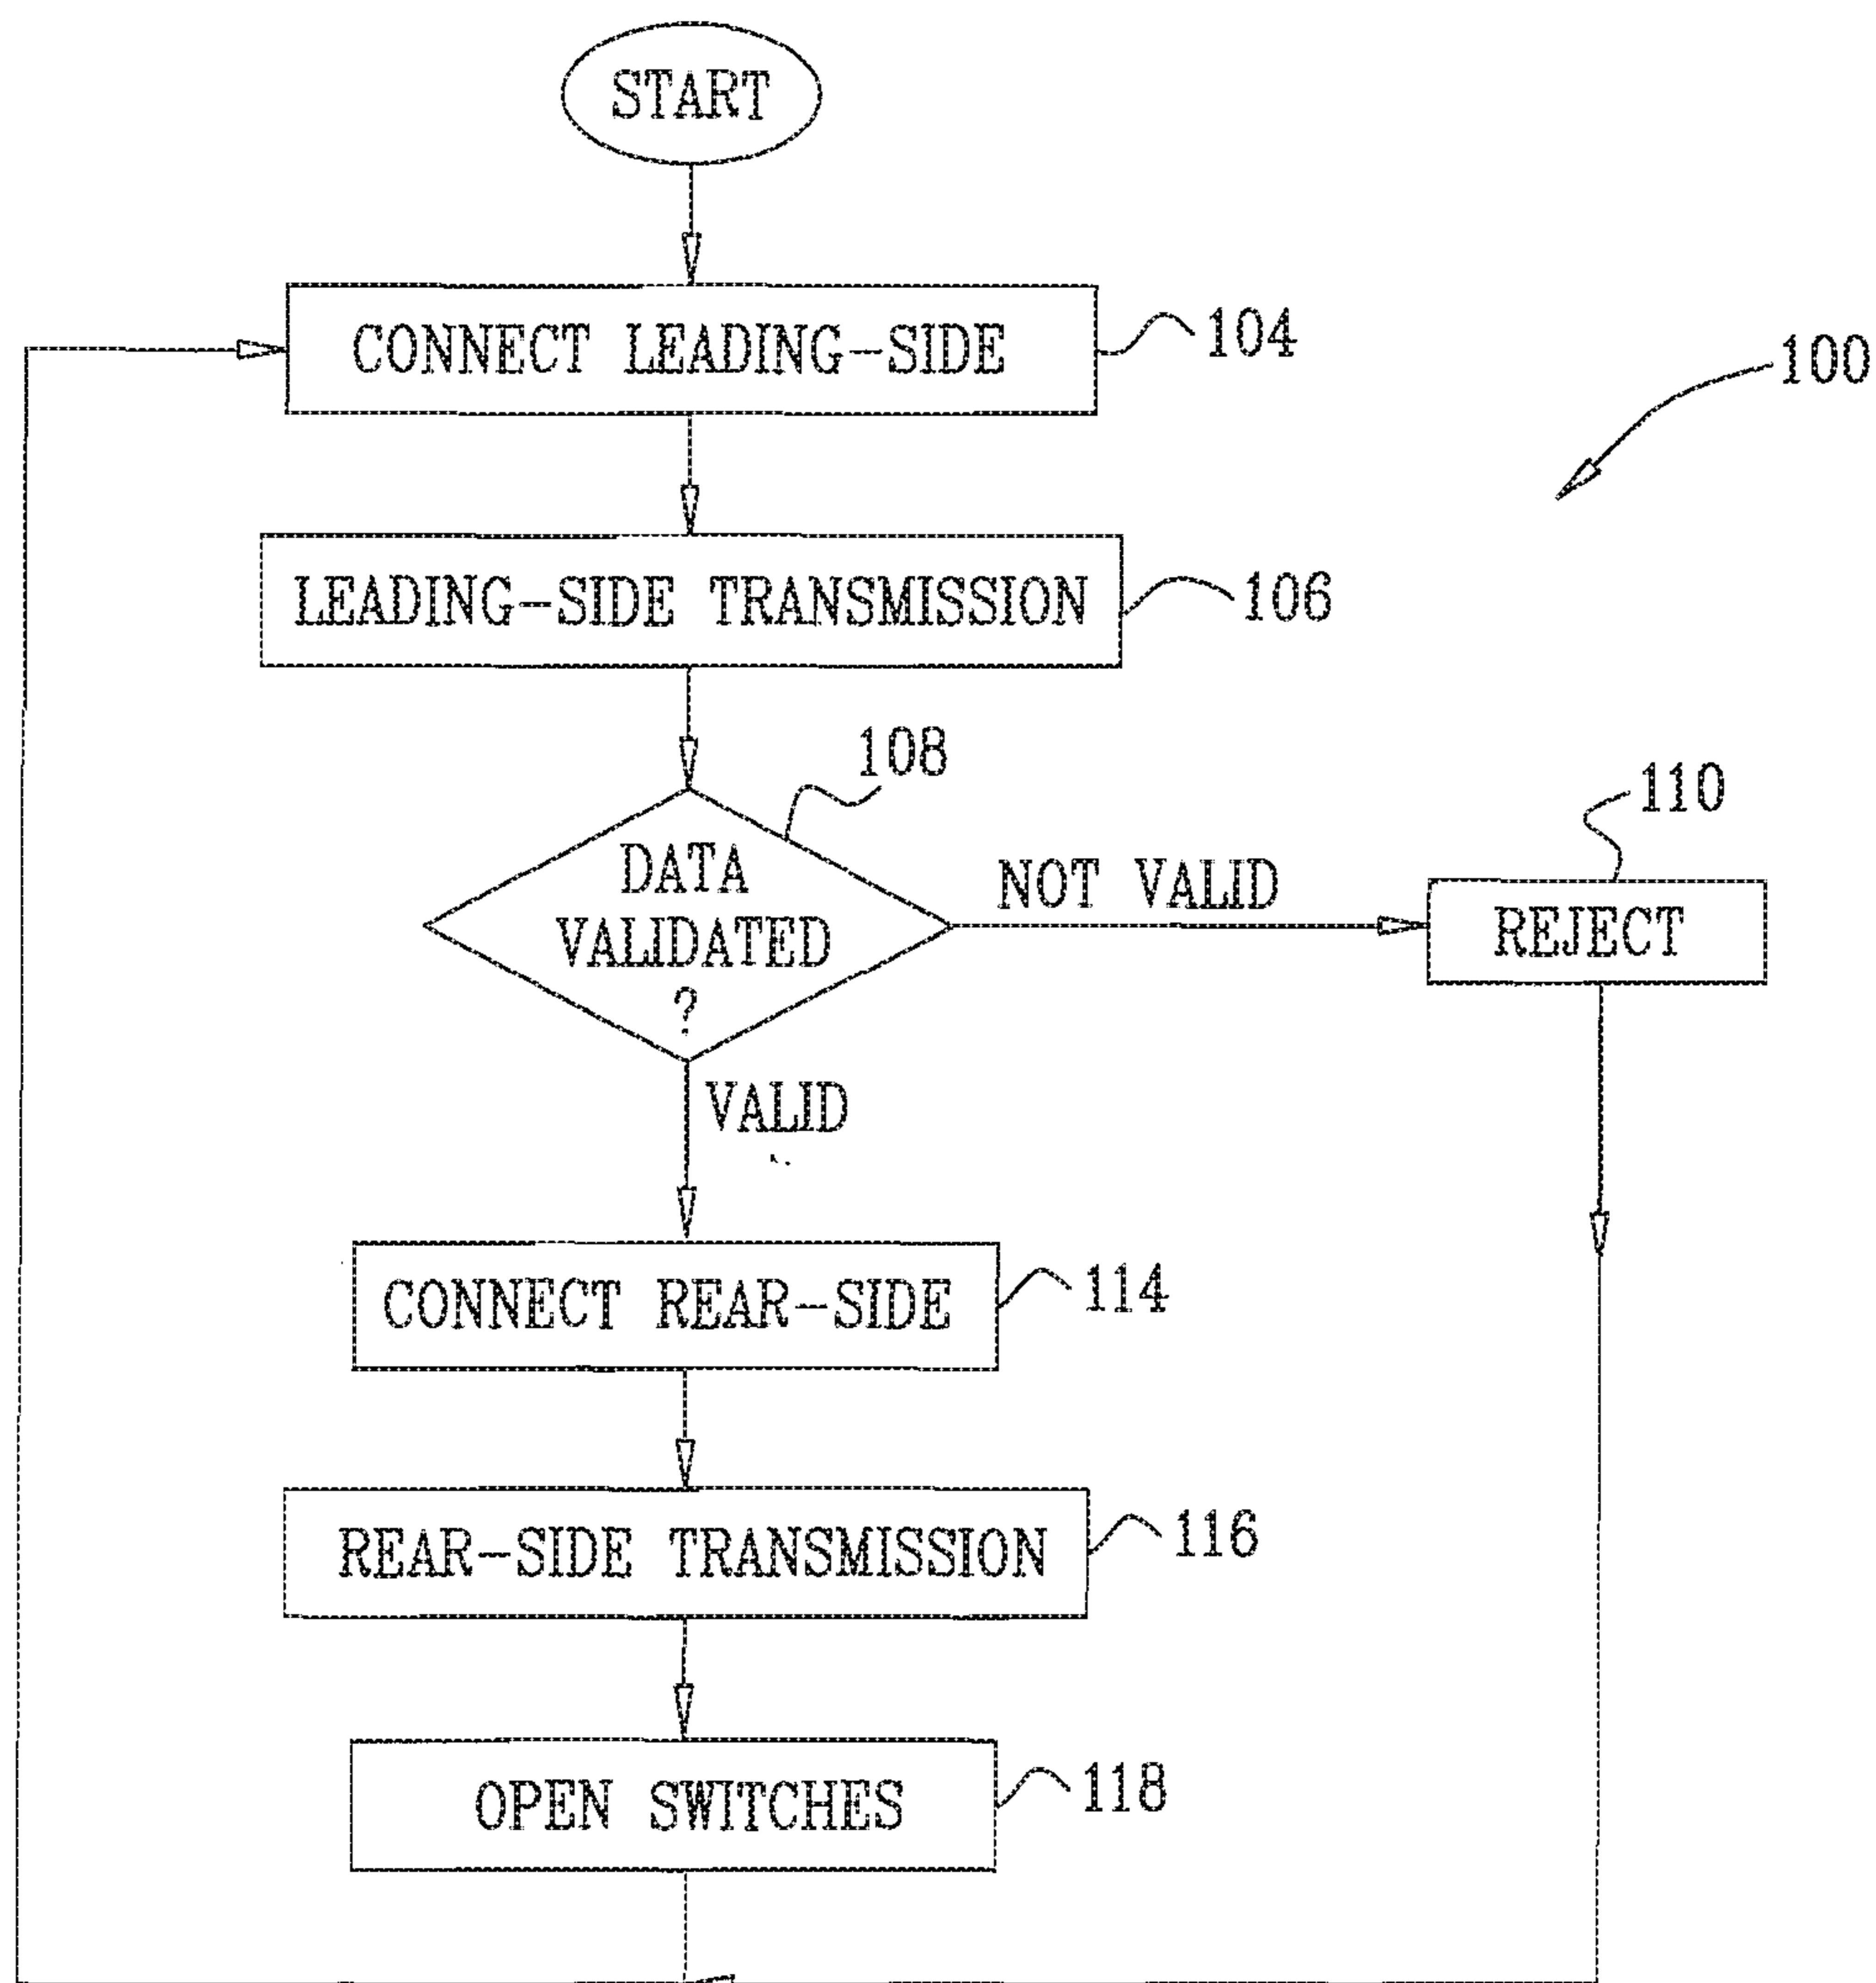 START
CONNECT LEADING-SIDE
104
100
LEADING-SIDE TRANSMISSION
106
108
DATA
VALIDATED
?
NOT VALID
110
REJECT
VALID
CONNECT REAR-SIDE
114
REAR-SIDE TRANSMISSION
116
OPEN SWITCHES
118